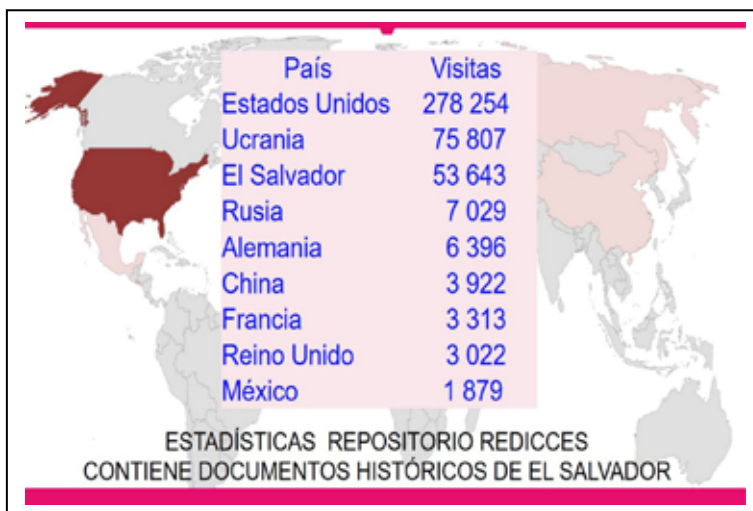 País Visitas
Estados Unidos 278 254
Ucrania 75 807
El Salvador 53 643
Rusia 7 029
Alemania 6 396
China 3 922
Francia 3 313
Reino Unido 3 022
México 1 879
ESTADÍSTICAS REPOSITORIO REDICCES
CONTIENE DOCUMENTOS HISTÓRICOS DE EL SALVADOR